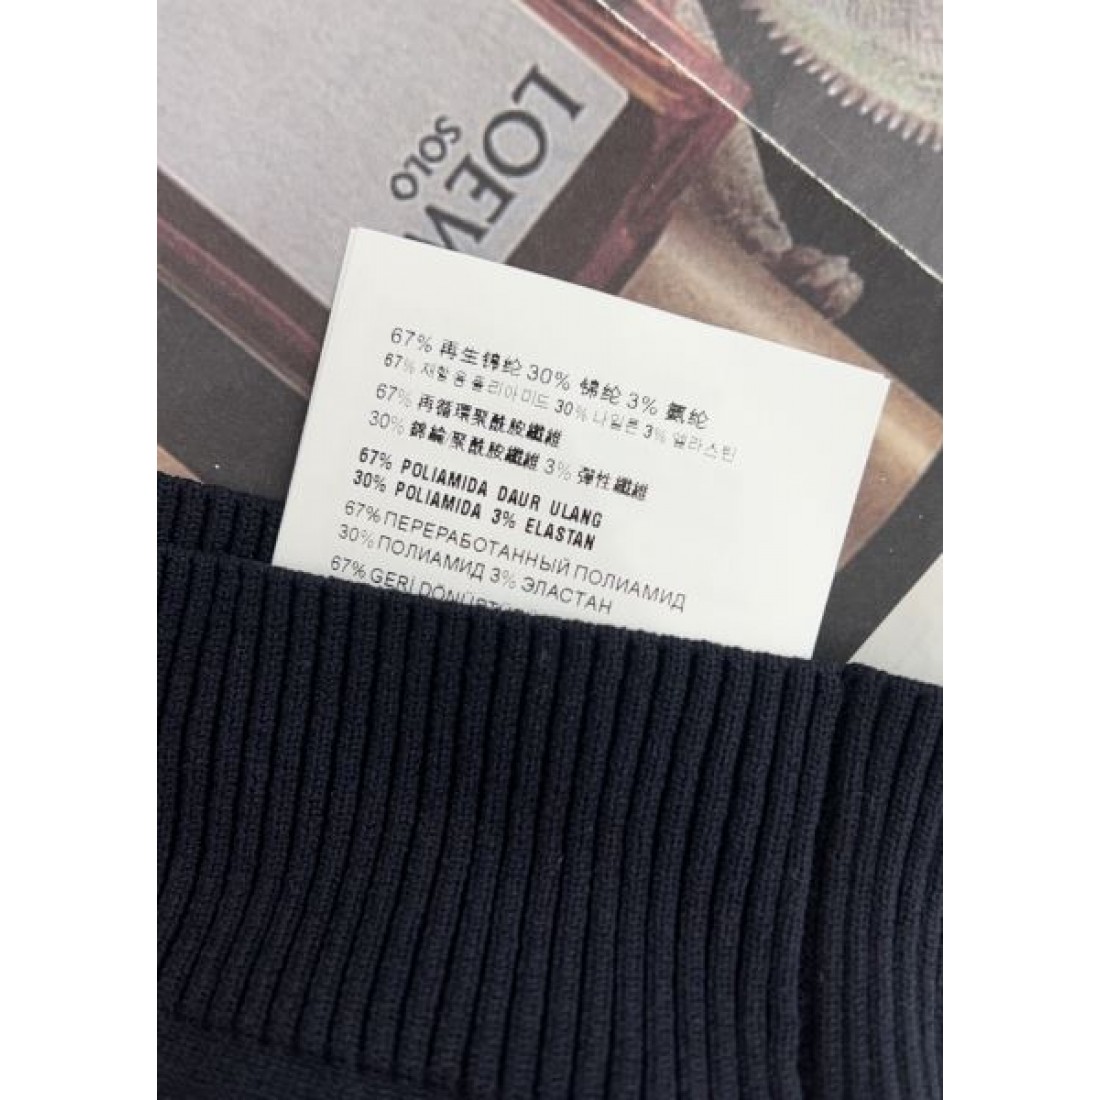 LOEW
SOLO
67% 再生锦纶 30% 锦纶 3% 氨纶
67% 재활용 폴리아미드 30% 나일론 3% 엘라스틴
67% 再循環聚酰胺纖維
30% 錦綸/聚酰胺纖維 3% 彈性纖維
67% POLIAMIDA DAUR ULANG
30% POLIAMIDA 3% ELASTAN
67% ПЕРЕРАБОТАННЫЙ ПОЛИАМИД
30% ПОЛИАМИД 3% ЭЛАСТАН
67% GERİ